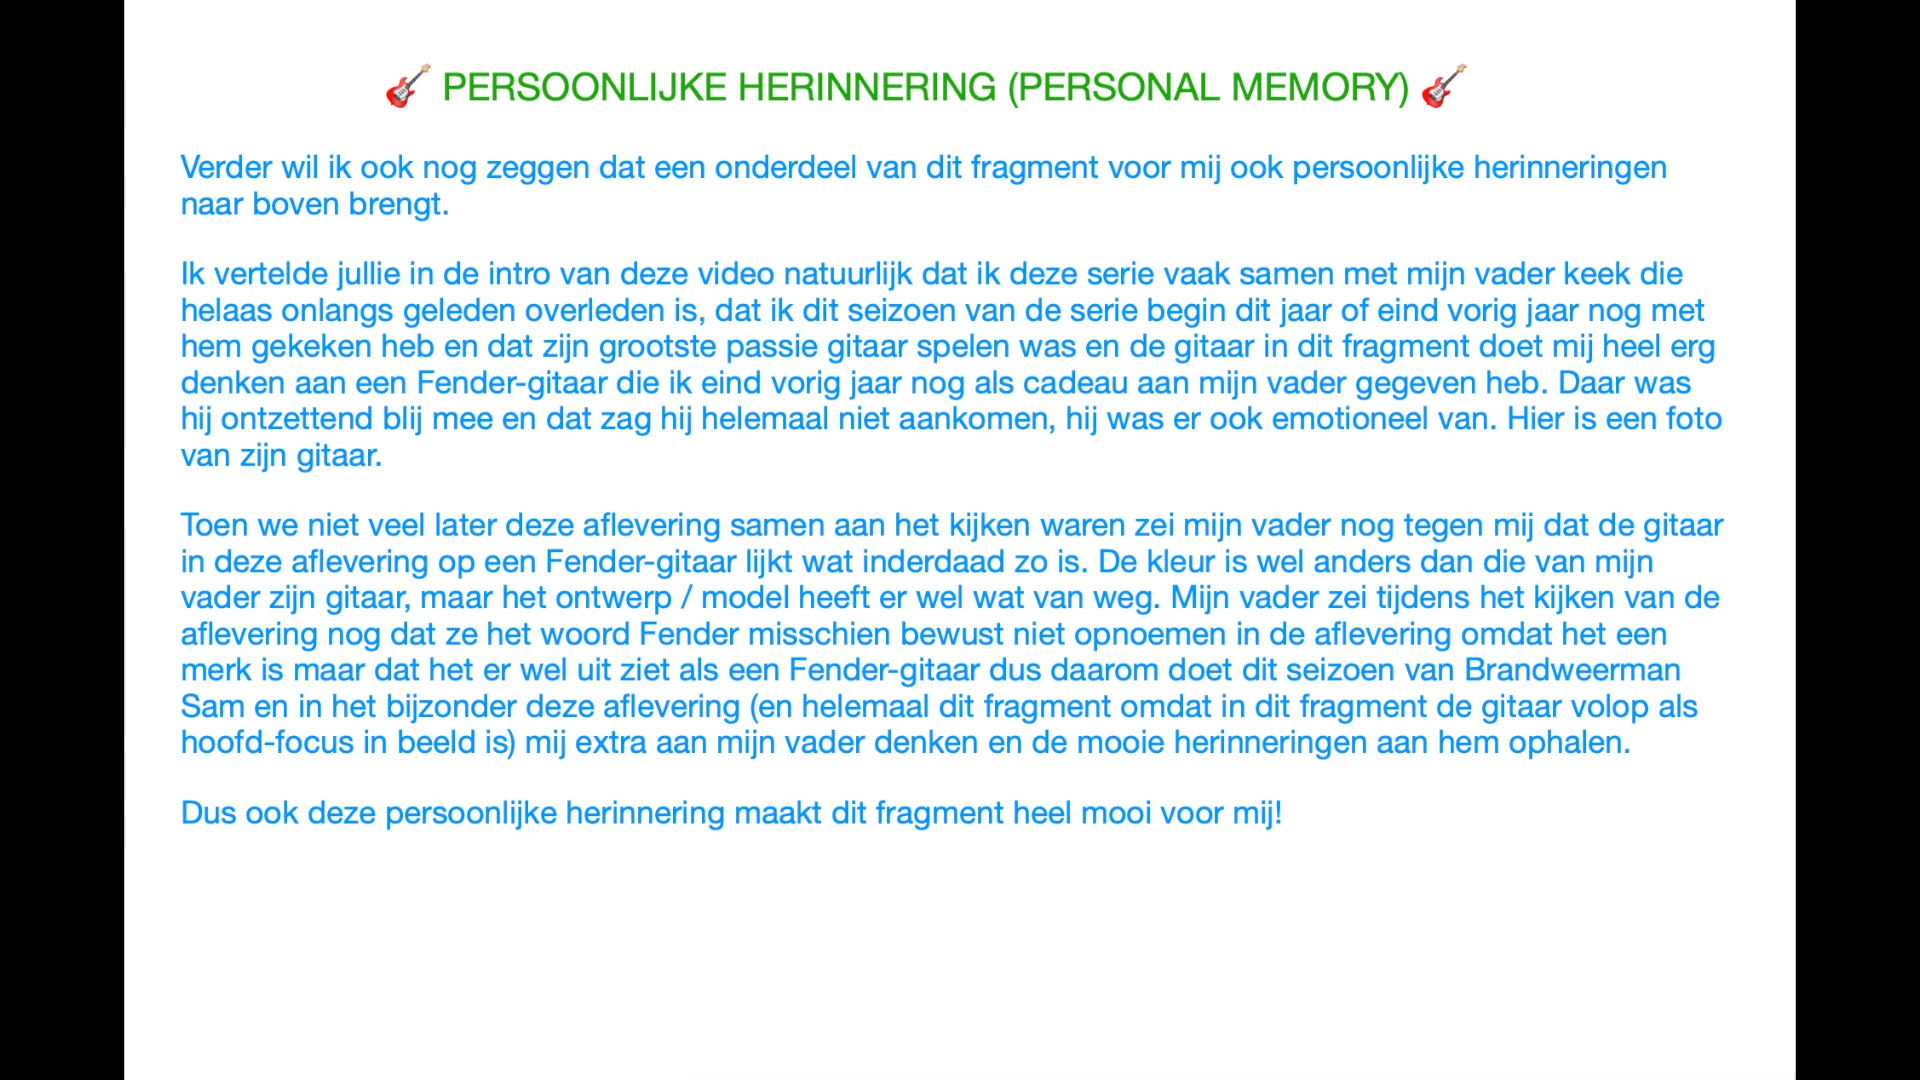 🎸 PERSOONLIJKE HERINNERING (PERSONAL MEMORY) 🎸
Verder wil ik ook nog zeggen dat een onderdeel van dit fragment voor mij ook persoonlijke herinneringen
naar boven brengt.
Ik vertelde jullie in de intro van deze video natuurlijk dat ik deze serie vaak samen met mijn vader keek die
helaas onlangs geleden overleden is, dat ik dit seizoen van de serie begin dit jaar of eind vorig jaar nog met
hem gekeken heb en dat zijn grootste passie gitaar spelen was en de gitaar in dit fragment doet mij heel erg
denken aan een Fender-gitaar die ik eind vorig jaar nog als cadeau aan mijn vader gegeven heb. Daar was
hij ontzettend blij mee en dat zag hij helemaal niet aankomen, hij was er ook emotioneel van. Hier is een foto
van zijn gitaar.
Toen we niet veel later deze aflevering samen aan het kijken waren zei mijn vader nog tegen mij dat de gitaar
in deze aflevering op een Fender-gitaar lijkt wat inderdaad zo is. De kleur is wel anders dan die van mijn
vader zijn gitaar, maar het ontwerp / model heeft er wel wat van weg. Mijn vader zei tijdens het kijken van de
aflevering nog dat ze het woord Fender misschien bewust niet opnoemen in de aflevering omdat het een
merk is maar dat het er wel uit ziet als een Fender-gitaar dus daarom doet dit seizoen van Brandweerman
Sam en in het bijzonder deze aflevering (en helemaal dit fragment omdat in dit fragment de gitaar volop als
hoofd-focus in beeld is) mij extra aan mijn vader denken en de mooie herinneringen aan hem ophalen.
Dus ook deze persoonlijke herinnering maakt dit fragment heel mooi voor mij!